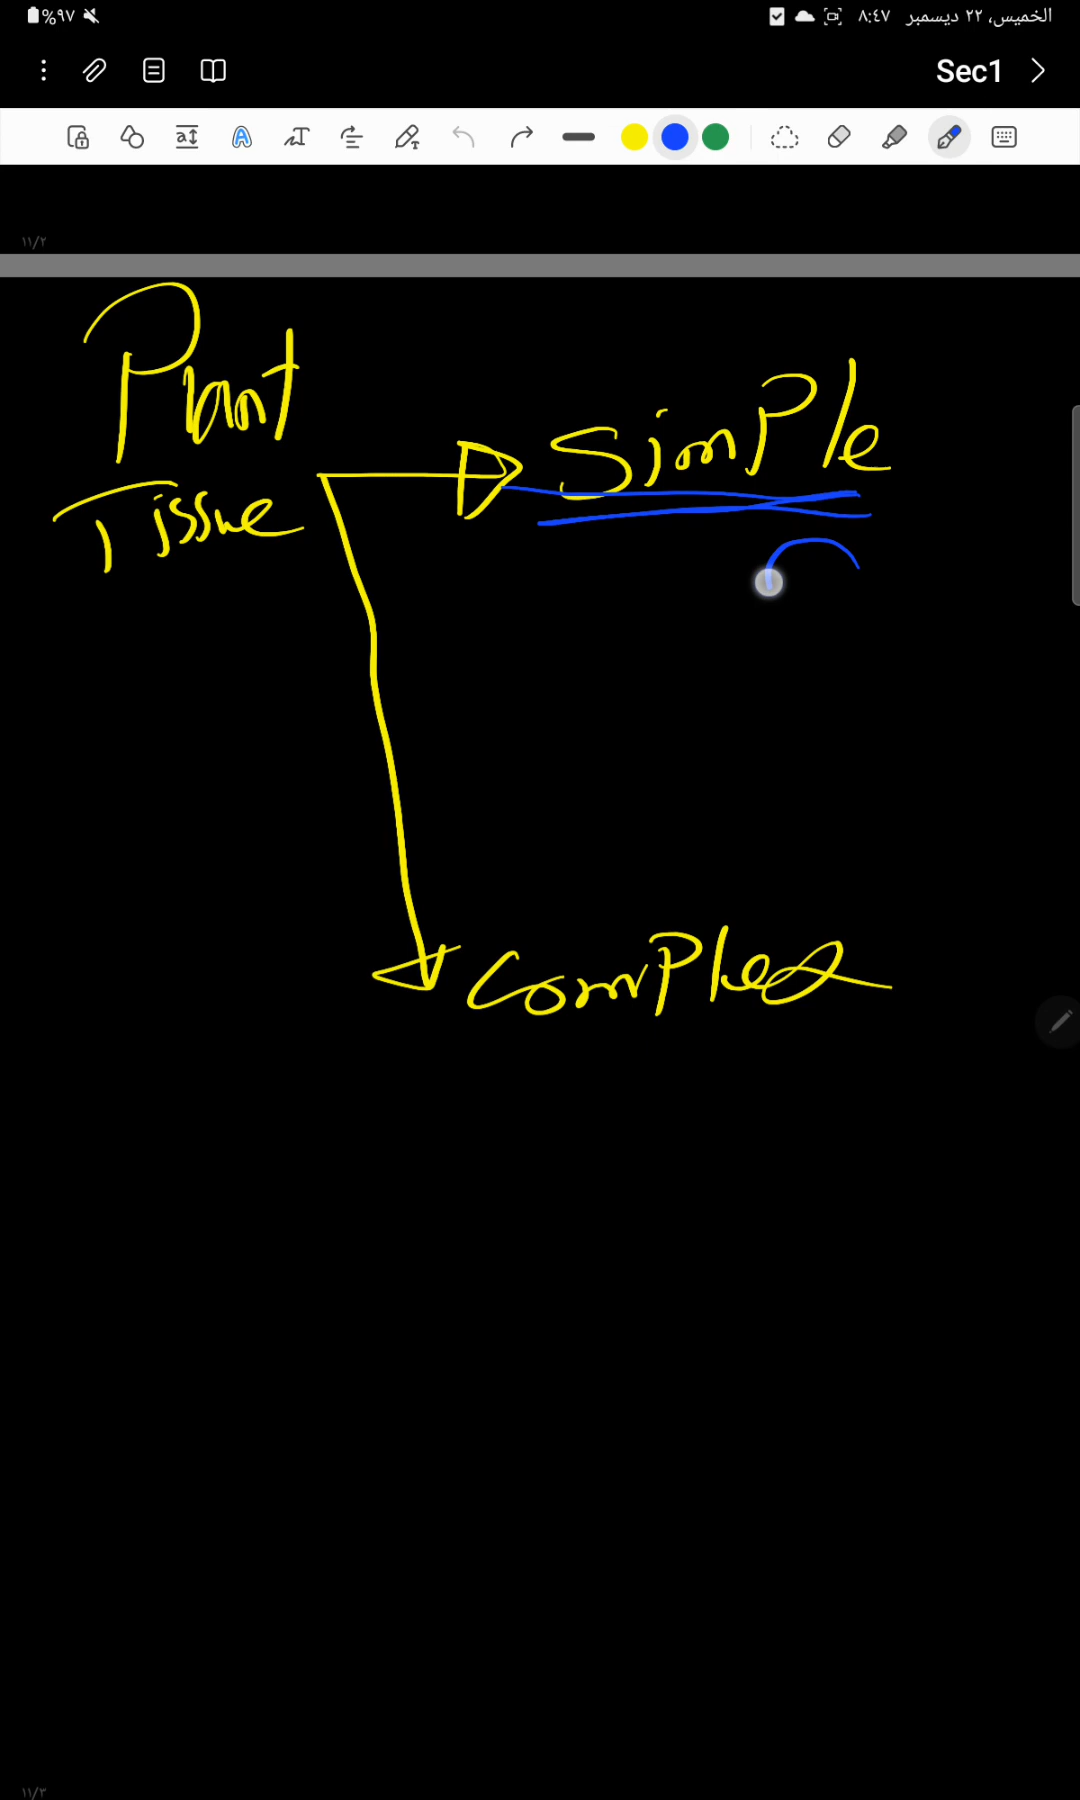 %٩٧
الخميس، ٢٢ ديسمبر ٨:٤٧
Sec1
١١/٢
Plant
Tissue
Simple
Complex
١١/٣